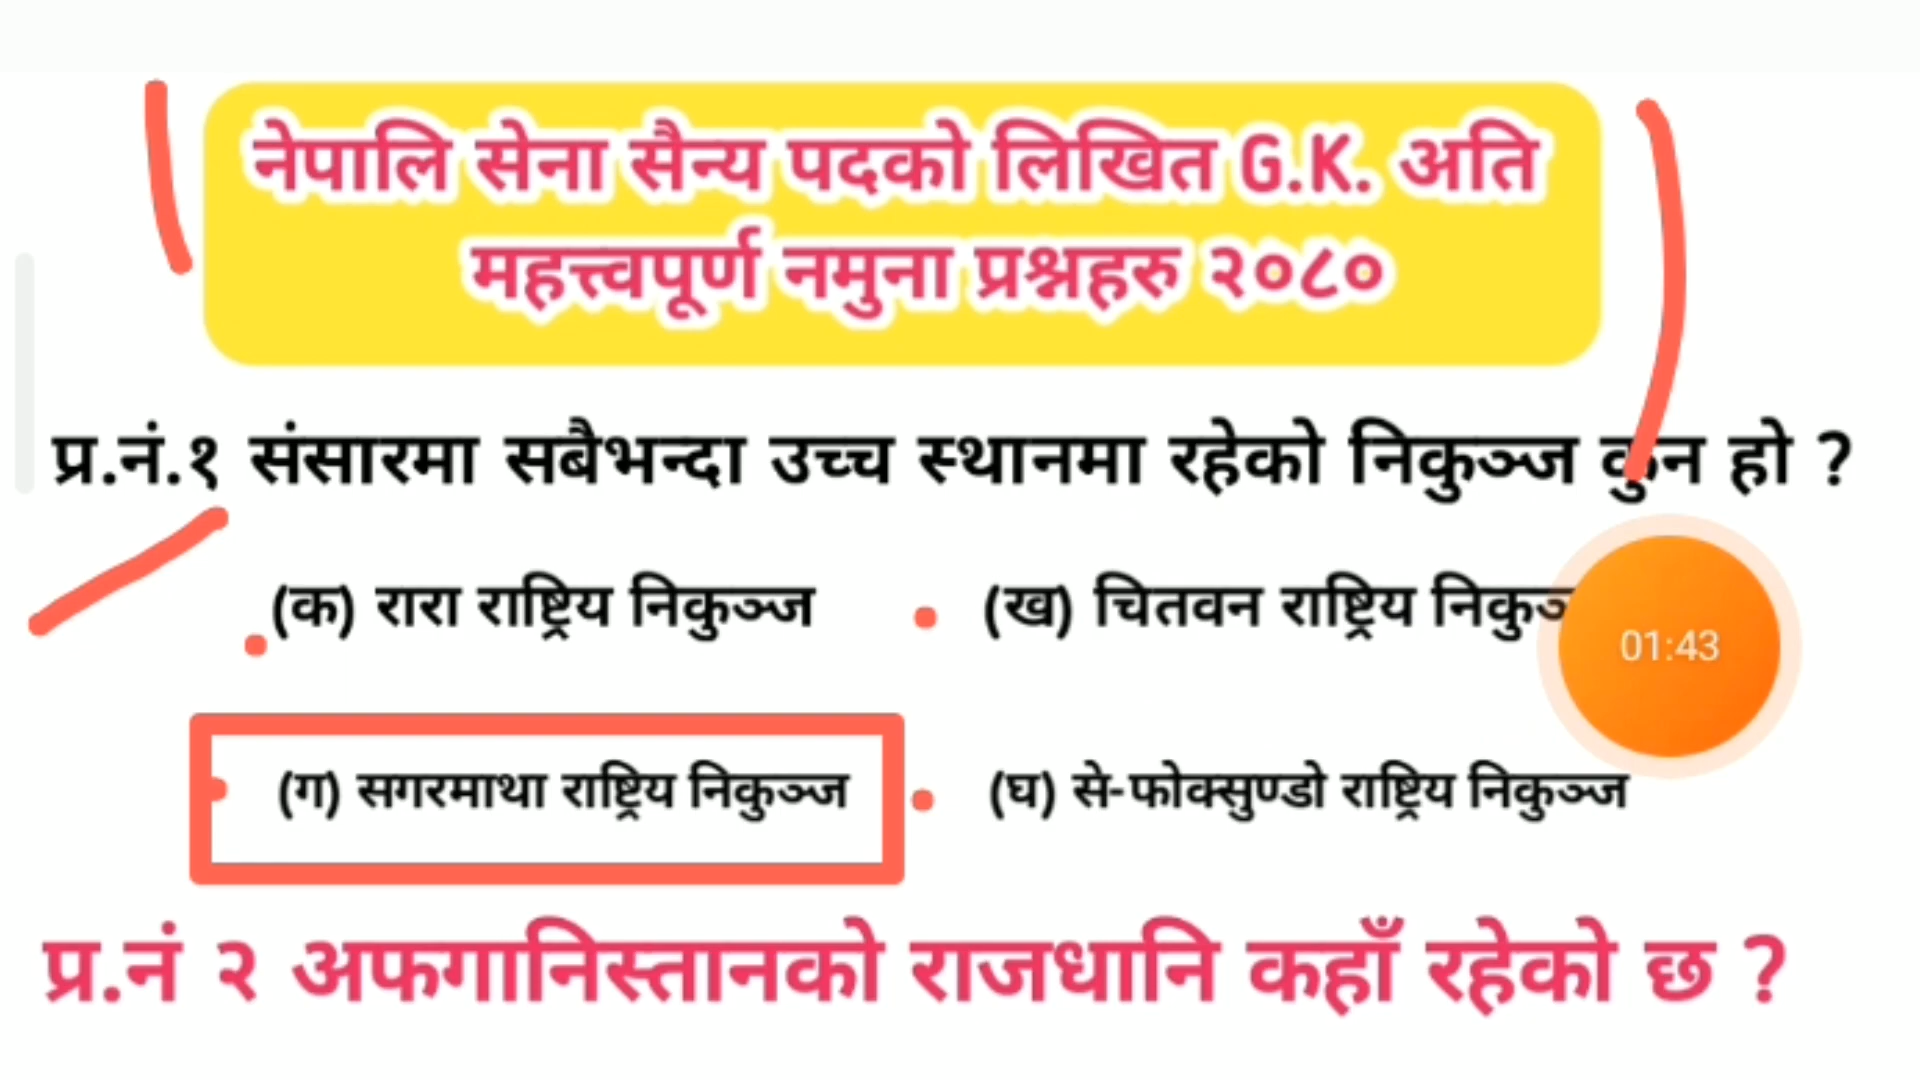 नेपालि सेना सैन्य पदको लिखित G.K. अति
महत्त्वपूर्ण नमुना प्रश्नहरु २०८०
प्र.नं.१ संसारमा सबैभन्दा उच्च स्थानमा रहेको निकुञ्ज कुन हो ?
(क) रारा राष्ट्रिय निकुञ्ज (ख) चितवन राष्ट्रिय
01:43
(ग) सगरमाथा राष्ट्रिय निकुञ्ज (घ) से-फोक्सुण्डो राष्ट्रिय निकुञ्ज
प्र.नं २ अफगानिस्तानको राजधानि कहाँ रहेको छ ?